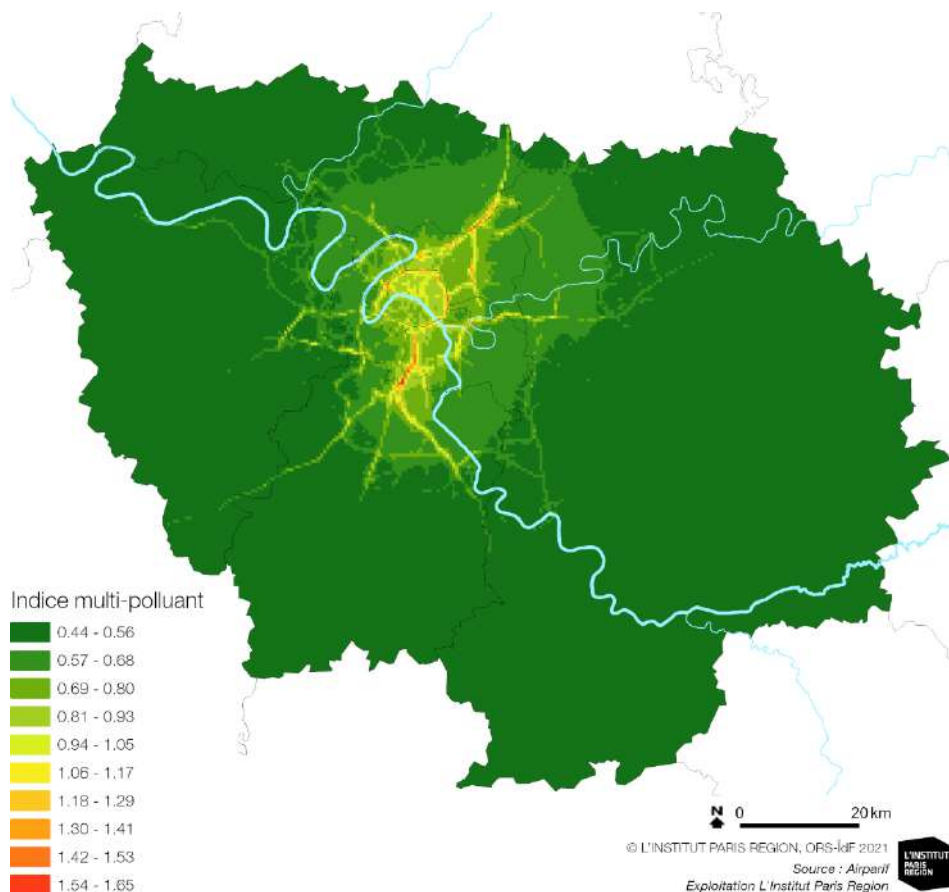 Indice multi-polluant
0.44 - 0.56
0.57 - 0.68
0.69 - 0.80
0.81 - 0.93
0.94 - 1.05
1.06 - 1.17
1.18 - 1.29
1.30 - 1.41
1.42 - 1.53
1.54 - 1.65
N 0 20 km
© L'INSTITUT PARIS REGION, ORS-îdF 2021
Source : Airparif
Exploitation L'Institut Paris Region
L'INSTITUT
PARIS
REGION